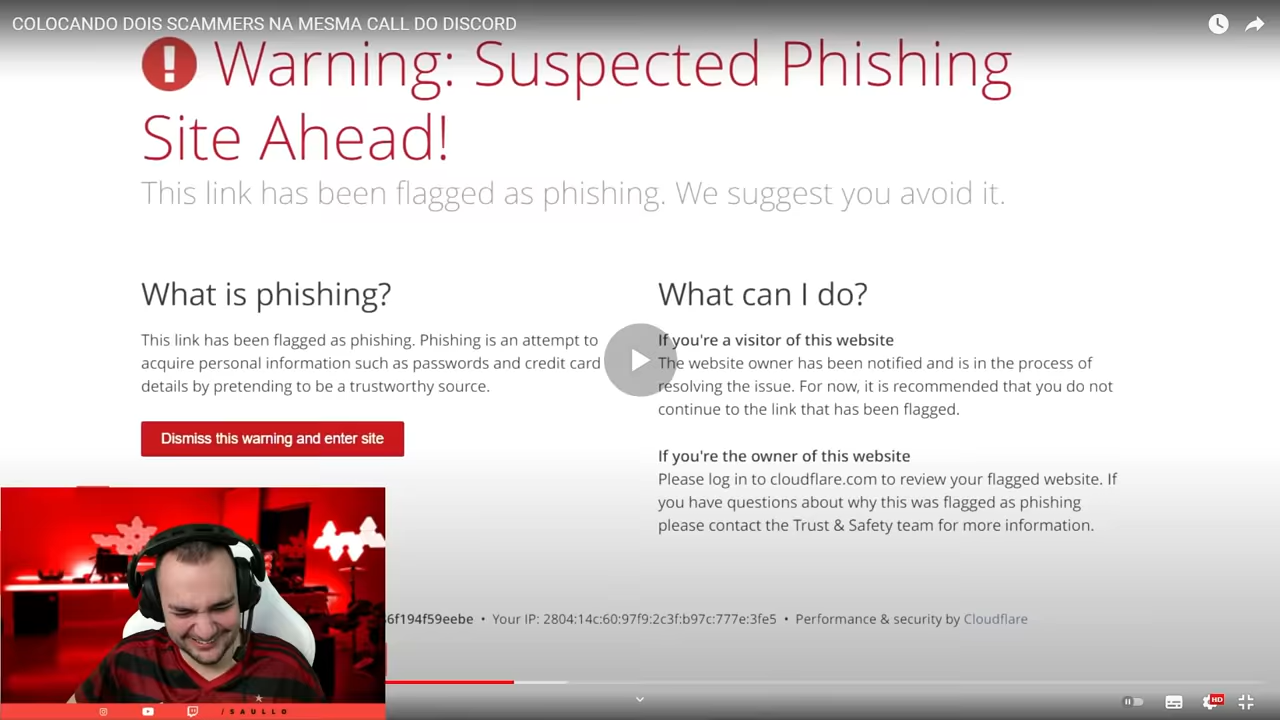 COLOCANDO DOIS SCAMMERS NA MESMA CALL DO DISCORD
Warning: Suspected Phishing
Site Ahead!
This link has been flagged as phishing. We suggest you avoid it.
What is phishing?
This link has been flagged as phishing. Phishing is an attempt to
acquire personal information such as passwords and credit card
details by pretending to be a trustworthy source.
Dismiss this warning and enter site
What can I do?
If you're a visitor of this website
The website owner has been notified and is in the process of
resolving the issue. For now, it is recommended that you do not
continue to the link that has been flagged.
If you're the owner of this website
Please log in to cloudflare.com to review your flagged website. If
you have questions about why this was flagged as phishing
please contact the Trust & Safety team for more information.
6f194f59eebe • Your IP: 2804:14c:60:97f9:2c3f:b97c:777e:3fe5 • Performance & security by Cloudflare
/SAULLO
HD